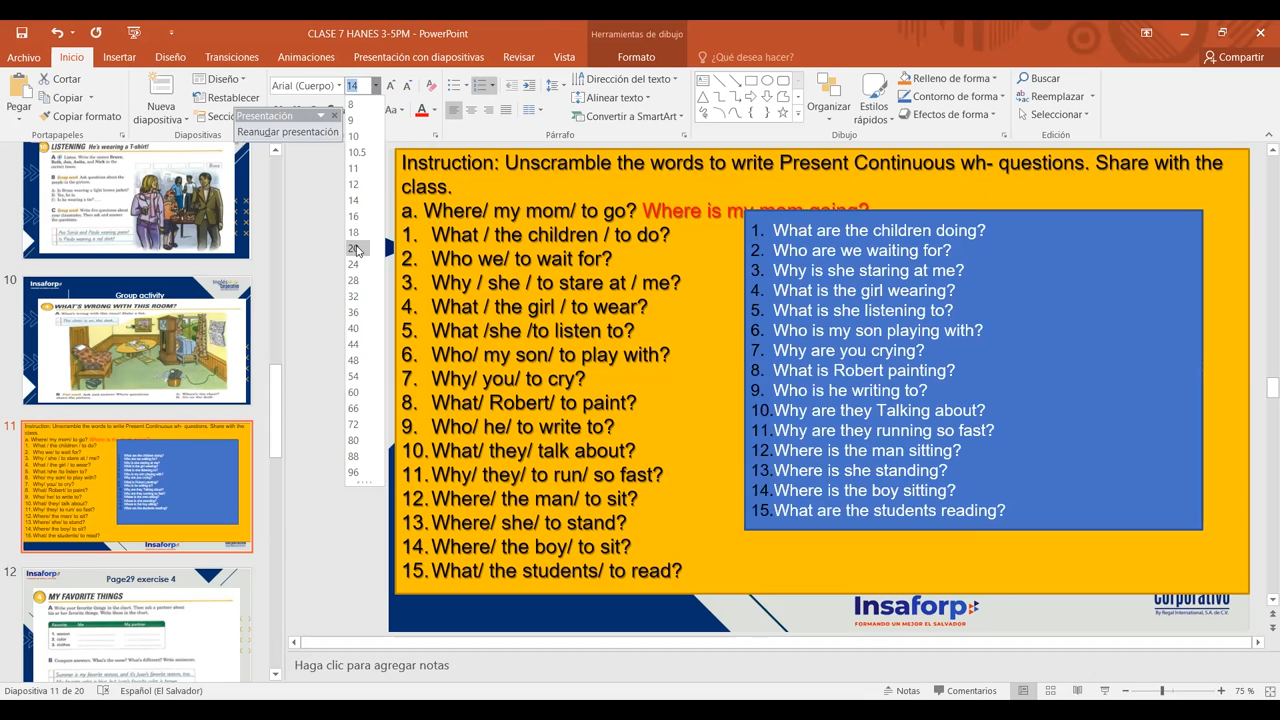 CLASE 7 HANES 3-5PM - PowerPoint
Herramientas de dibujo
Archivo
Inicio
Insertar
Diseño
Transiciones
Animaciones
Presentación con diapositivas
Revisar
Vista
Formato
¿Qué desea hacer?
Compartir
Pegar
Cortar
Copiar
Copiar formato
Portapapeles
Nueva
diapositiva
Diseño
Restablecer
Arial (Cuerpo)
14
Presentación
Reanudar presentación
Dirección del texto
Alinear texto
Convertir a SmartArt
Párrafo
Organizar
Estilos
rápidos
Relleno de forma
Contorno de forma
Efectos de forma
Dibujo
Buscar
Reemplazar
Seleccionar
Edición
8
9
10
10.5
11
12
14
16
18
20
24
28
32
36
40
44
48
54
60
66
72
80
88
96
LISTENING He's wearing a T-shirt!
10
Insaforp
Group activity
WHAT'S WRONG WITH THIS ROOM?
11
12
Insaforp
Page29 exercise 4
MY FAVORITE THINGS
Instruction: Unscramble the words to write Present Continuous wh- questions. Share with the
class.
a. Where/ my mom/ to go? Where is my going?
1. What / the children / to do?
2. Who we/ to wait for?
3. Why / she / to stare at / me?
4. What / the girl / to wear?
5. What /she /to listen to?
6. Who/ my son/ to play with?
7. Why/ you/ to cry?
8. What/ Robert/ to paint?
9. Who/ he/ to write to?
10. What/ they/ talk about?
11. Why/ they/ to run/ so fast?
12. Where/ the man/ to sit?
13. Where/ she/ to stand?
14. Where/ the boy/ to sit?
15. What/ the students/ to read?
1. What are the children doing?
2. Who are we waiting for?
3. Why is she staring at me?
4. What is the girl wearing?
5. What is she listening to?
6. Who is my son playing with?
7. Why are you crying?
8. What is Robert painting?
9. Who is he writing to?
10. Why are they Talking about?
11. Why are they running so fast?
12. Where is the man sitting?
13. Where is she standing?
14. Where is the boy sitting?
15. What are the students reading?
Insaforp
FORMANDO UN MEJOR EL SALVADOR
Corporativo
By Regal International, S.A. de C.V.
Haga clic para agregar notas
Diapositiva 11 de 20
Español (El Salvador)
Notas
Comentarios
75 %